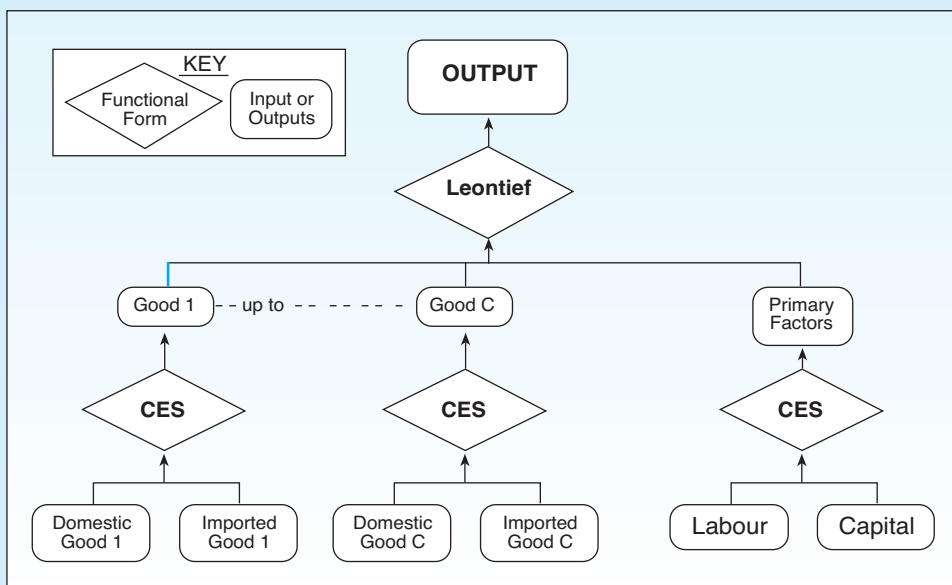 KEY
Functional
Form
Input or
Outputs
OUTPUT
Leontief
Good 1
up to
Good C
Primary
Factors
CES
CES
CES
Domestic
Good 1
Imported
Good 1
Domestic
Good C
Imported
Good C
Labour
Capital